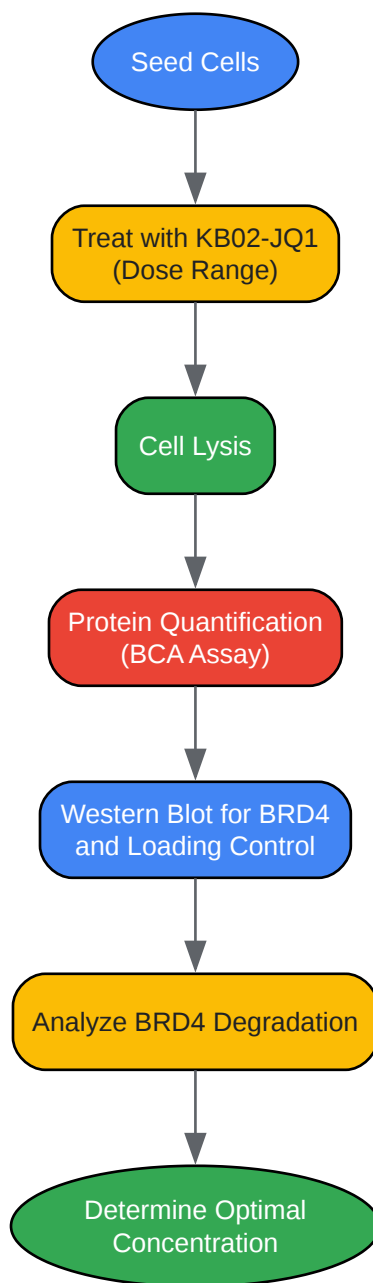 Seed Cells
Treat with KB02-JQ1
(Dose Range)
Cell Lysis
Protein Quantification
(BCA Assay)
Western Blot for BRD4
and Loading Control
Analyze BRD4 Degradation
Determine Optimal
Concentration